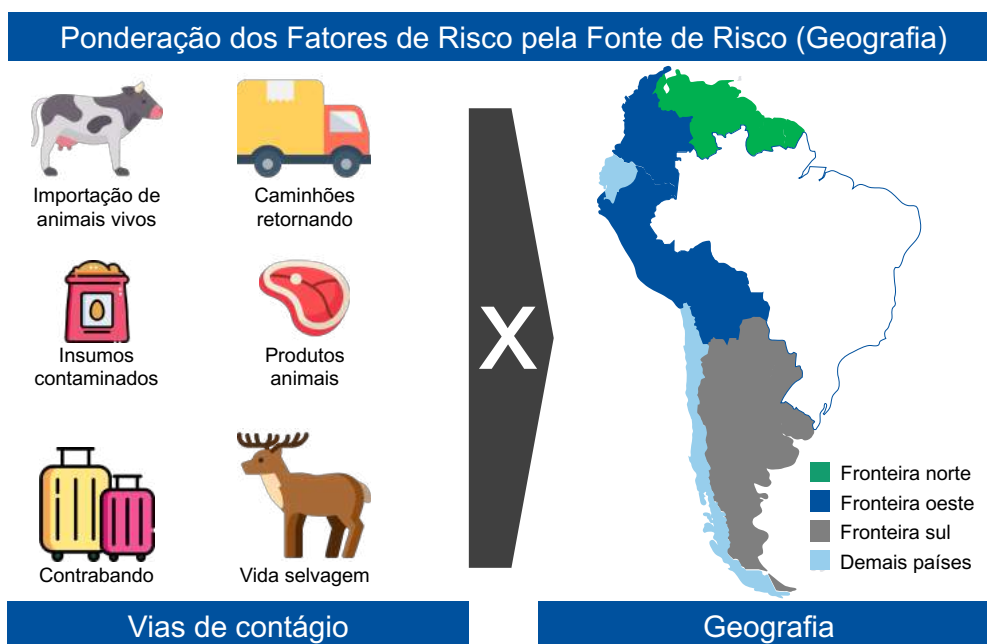 Ponderação dos Fatores de Risco pela Fonte de Risco (Geografia)
Importação de
animais vivos
Caminhões
retornando
Insumos
contaminados
Produtos
animais
Contrabando
Vida selvagem
X
Fronteira norte
Fronteira oeste
Fronteira sul
Demais países
Vias de contágio
Geografia